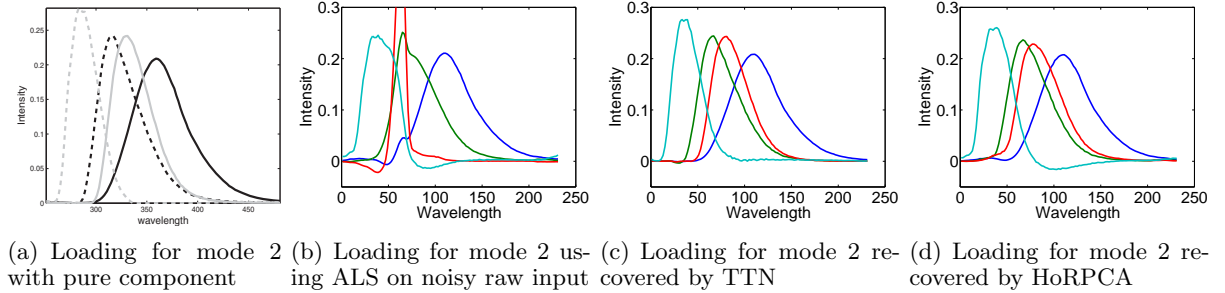 0.25
0.2
0.15
0.1
0.05
0
Intensity
300 350 400 450
wavelength
0.3
0.2
0.1
0
Intensity
0 50 100 150 200 250
Wavelength
0.3
0.2
0.1
0
Intensity
0 50 100 150 200 250
Wavelength
0.3
0.2
0.1
0
Intensity
0 50 100 150 200 250
Wavelength
(a) Loading for mode 2
with pure component
(b) Loading for mode 2 us-
ing ALS on noisy raw input
(c) Loading for mode 2 re-
covered by TTN
(d) Loading for mode 2 re-
covered by HoRPCA